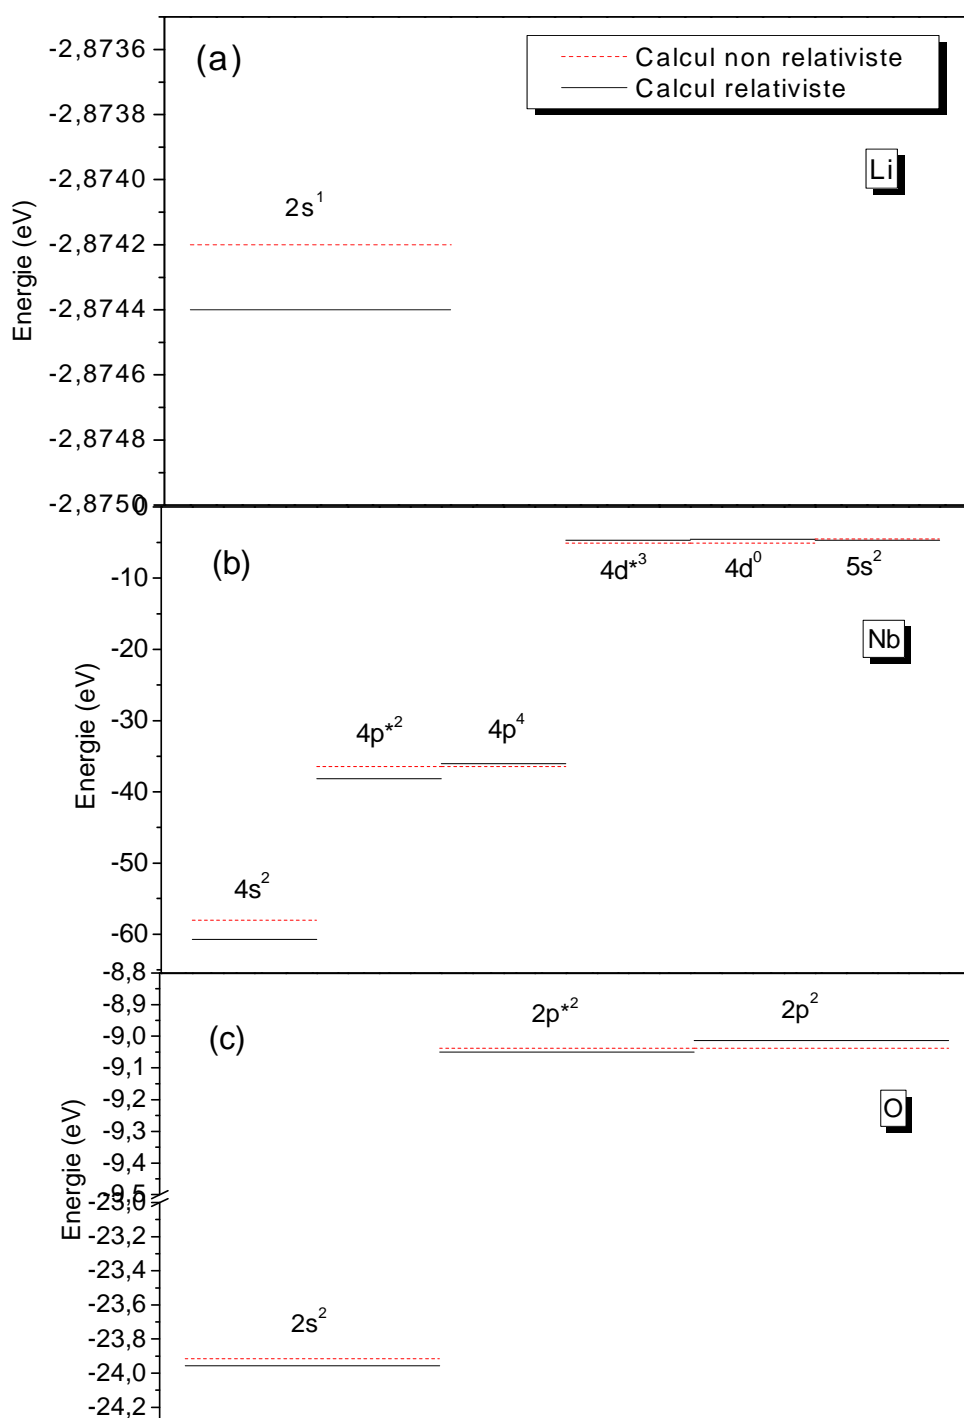 (a)
Calcul non relativiste
Calcul relativiste
Li
2s¹
Energie (eV)
-2,8736
-2,8738
-2,8740
-2,8742
-2,8744
-2,8746
-2,8748
-2,8750
(b)
Nb
4s²
4p*²
4p⁴
4d*³
4d⁰
5s²
Energie (eV)
0
-10
-20
-30
-40
-50
-60
(c)
O
2s²
2p*²
2p²
Energie (eV)
-8,8
-8,9
-9,0
-9,1
-9,2
-9,3
-9,4
-9,5
-23,0
-23,2
-23,4
-23,6
-23,8
-24,0
-24,2